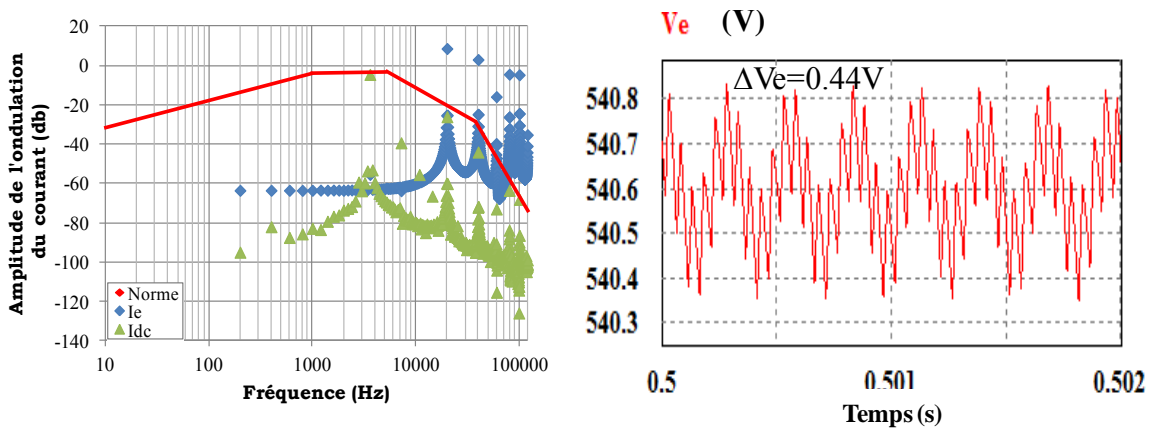 Amplitude de l'ondulation
du courant (db)
20
0
-20
-40
-60
-80
-100
-120
-140
Norme
Ie
Idc
10
100
1000
10000
100000
Fréquence (Hz)
Ve (V)
ΔVe=0.44V
540.8
540.7
540.6
540.5
540.4
540.3
0.5
0.501
0.502
Temps (s)